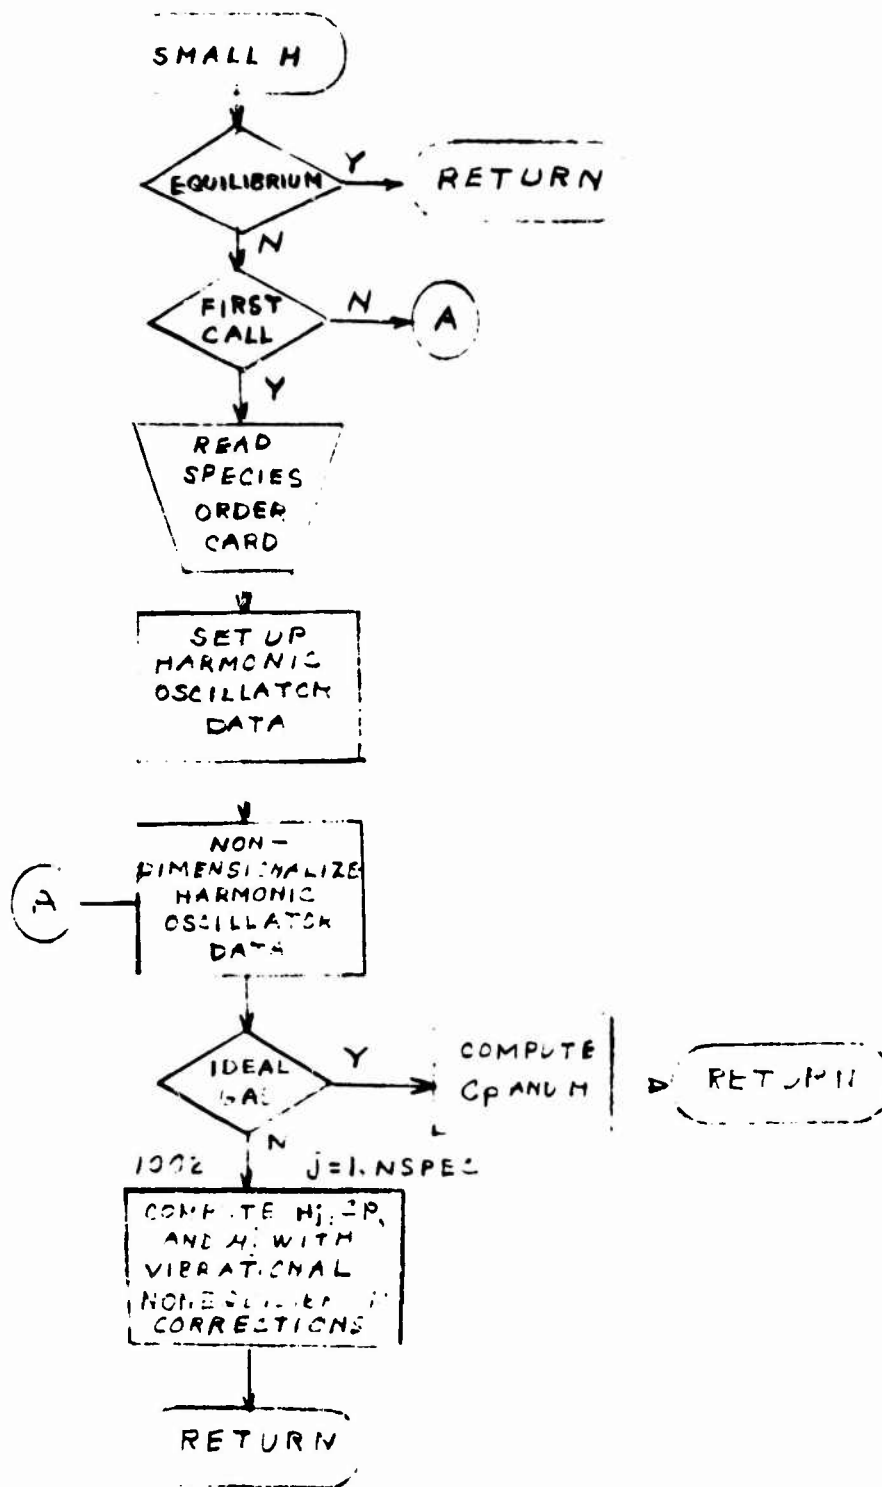 SMALL H
EQUILIBRIUM
Y
RETURN
N
FIRST
CALL
N
A
Y
READ
SPECIES
ORDER
CARD
SET UP
HARMONIC
OSCILLATOR
DATA
A
NON-
DIMENSIONALIZE
HARMONIC
OSCILLATOR
DATA
IDEAL
GAS
Y
COMPUTE
Cp AND H
RETURN
N
j=1, NSPEC
COMPUTE Hj,
AND WITH
VIBRATIONAL
CORRECTIONS
RETURN